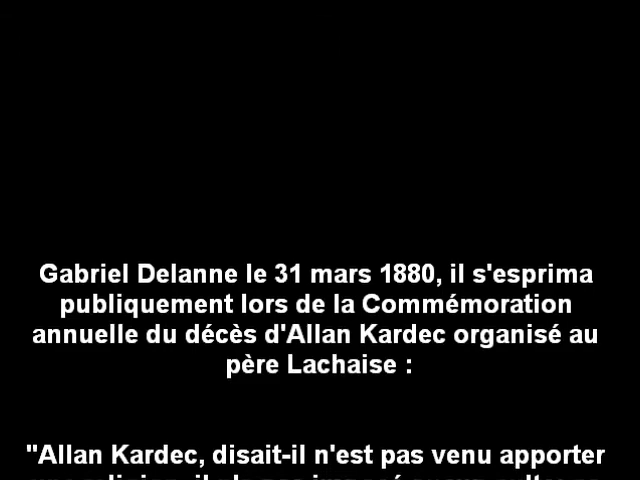 Gabriel Delanne le 31 mars 1880, il s'esprima
publiquement lors de la Commémoration
annuelle du décès d'Allan Kardec organisé au
père Lachaise :
"Allan Kardec, disait-il n'est pas venu apporter